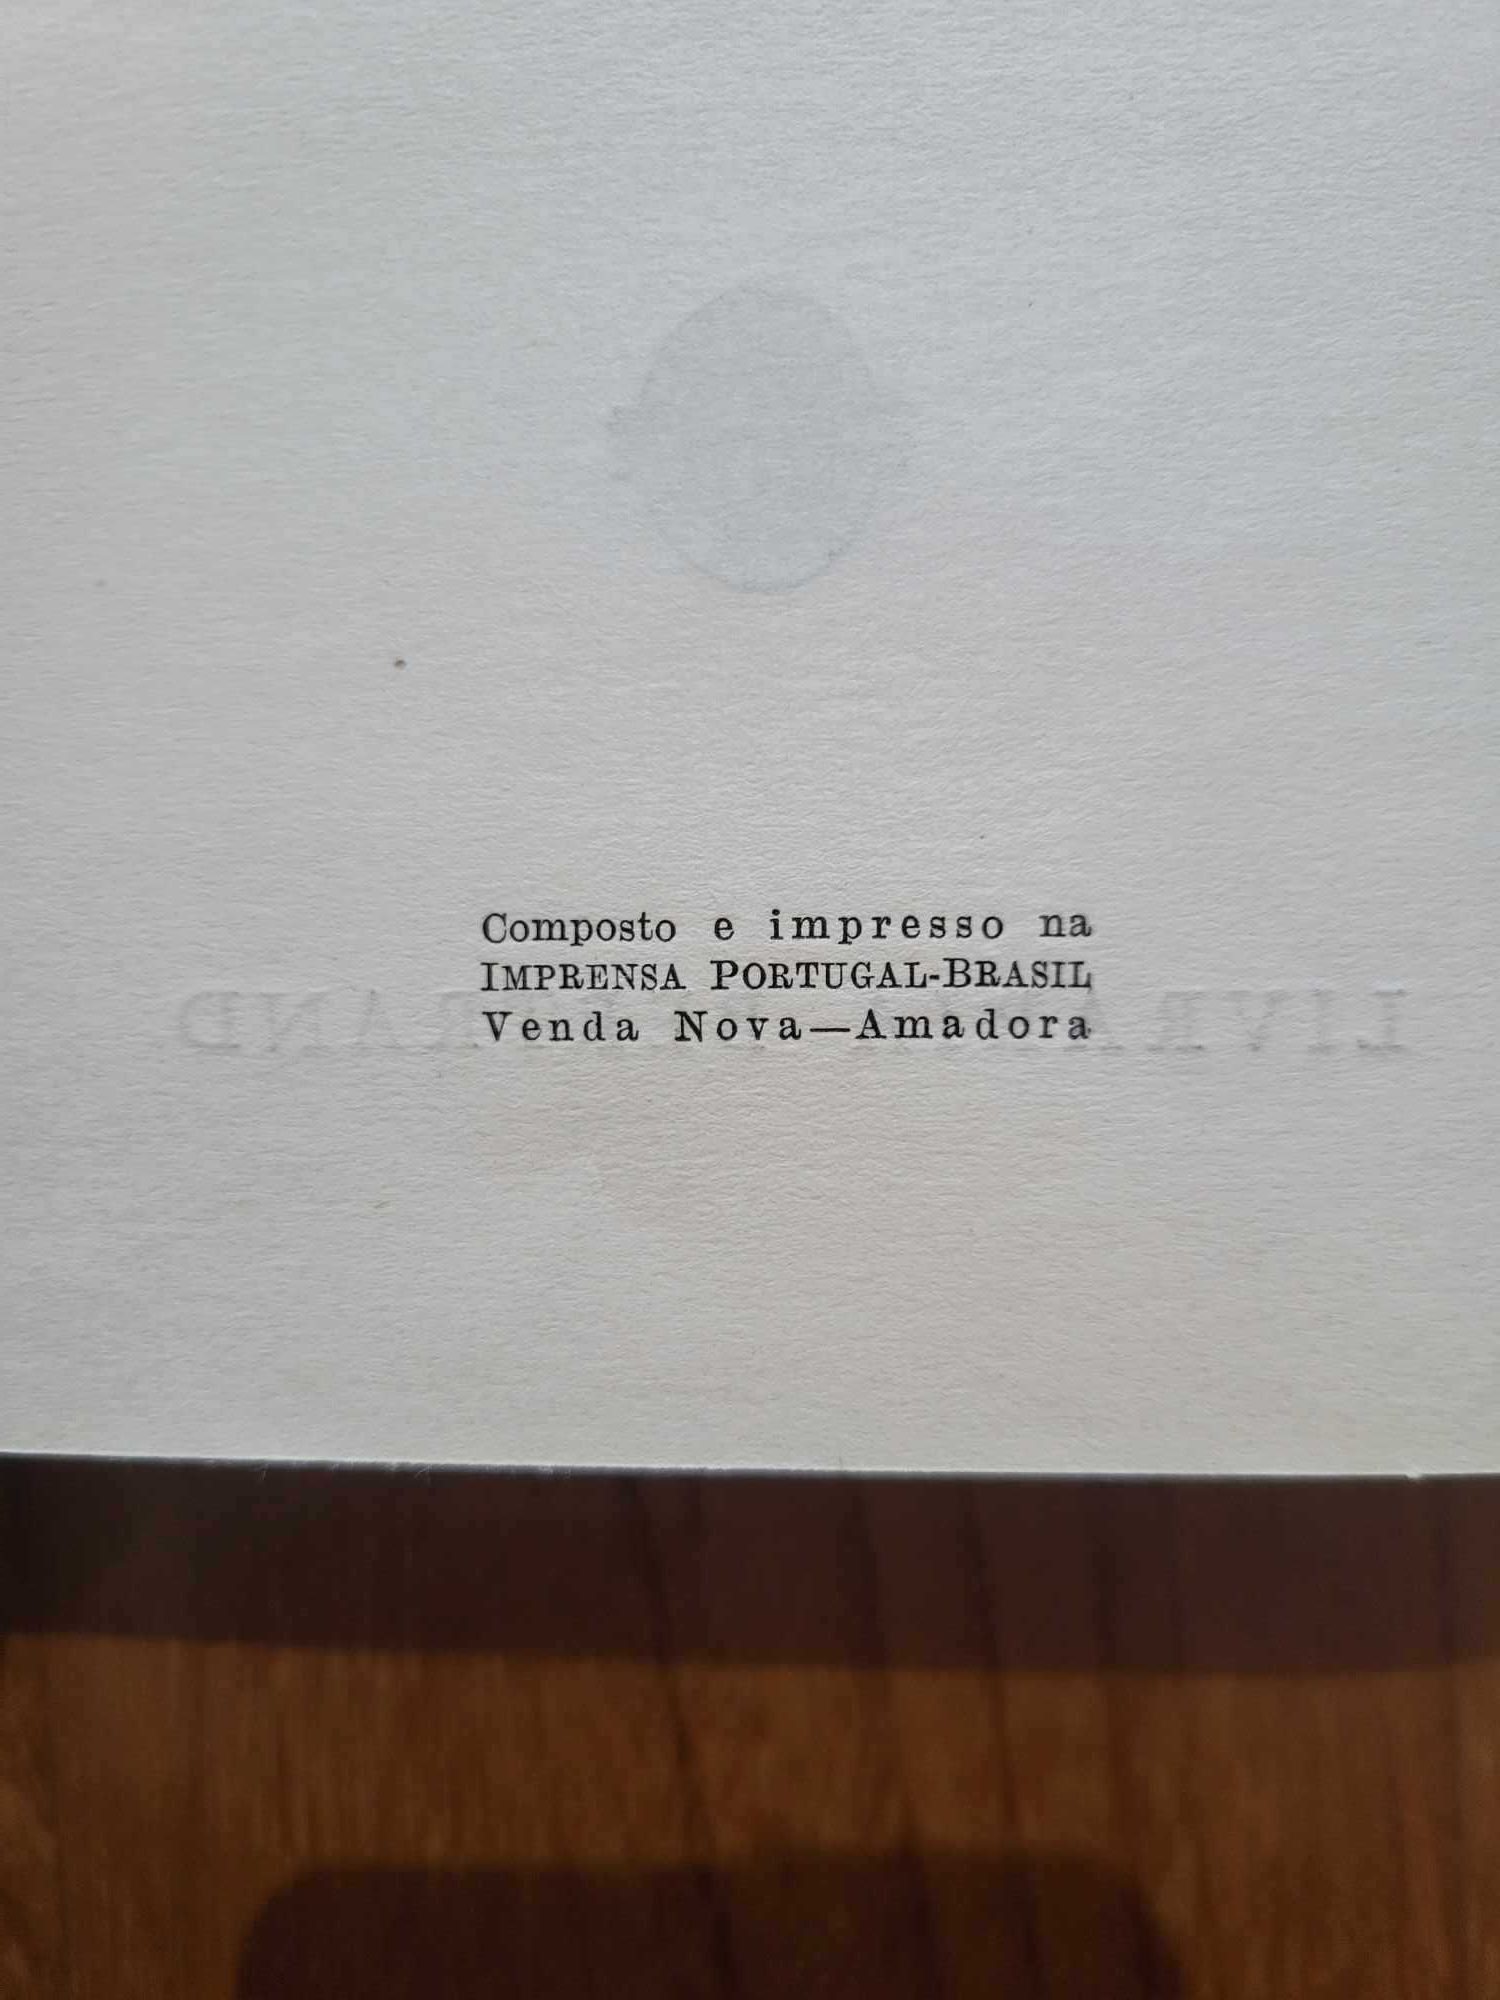 Composto e impresso na
IMPRENSA PORTUGAL-BRASIL
Venda Nova—Amadora